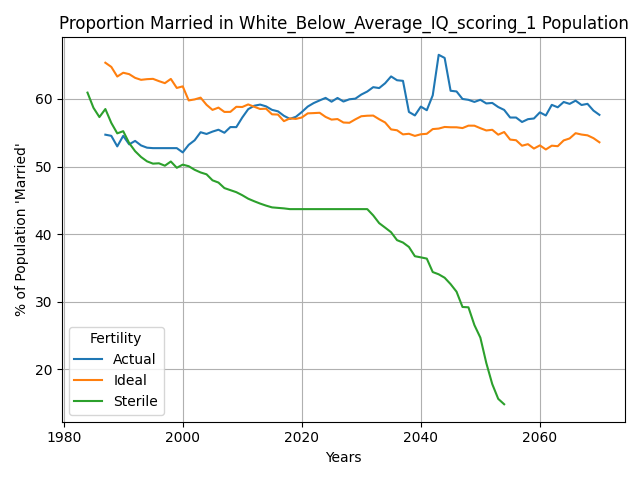 Proportion Married in White_Below_Average_IQ_scoring_1 Population
% of Population 'Married'
60
50
40
30
20
Fertility
Actual
Ideal
Sterile
1980
2000
2020
2040
2060
Years